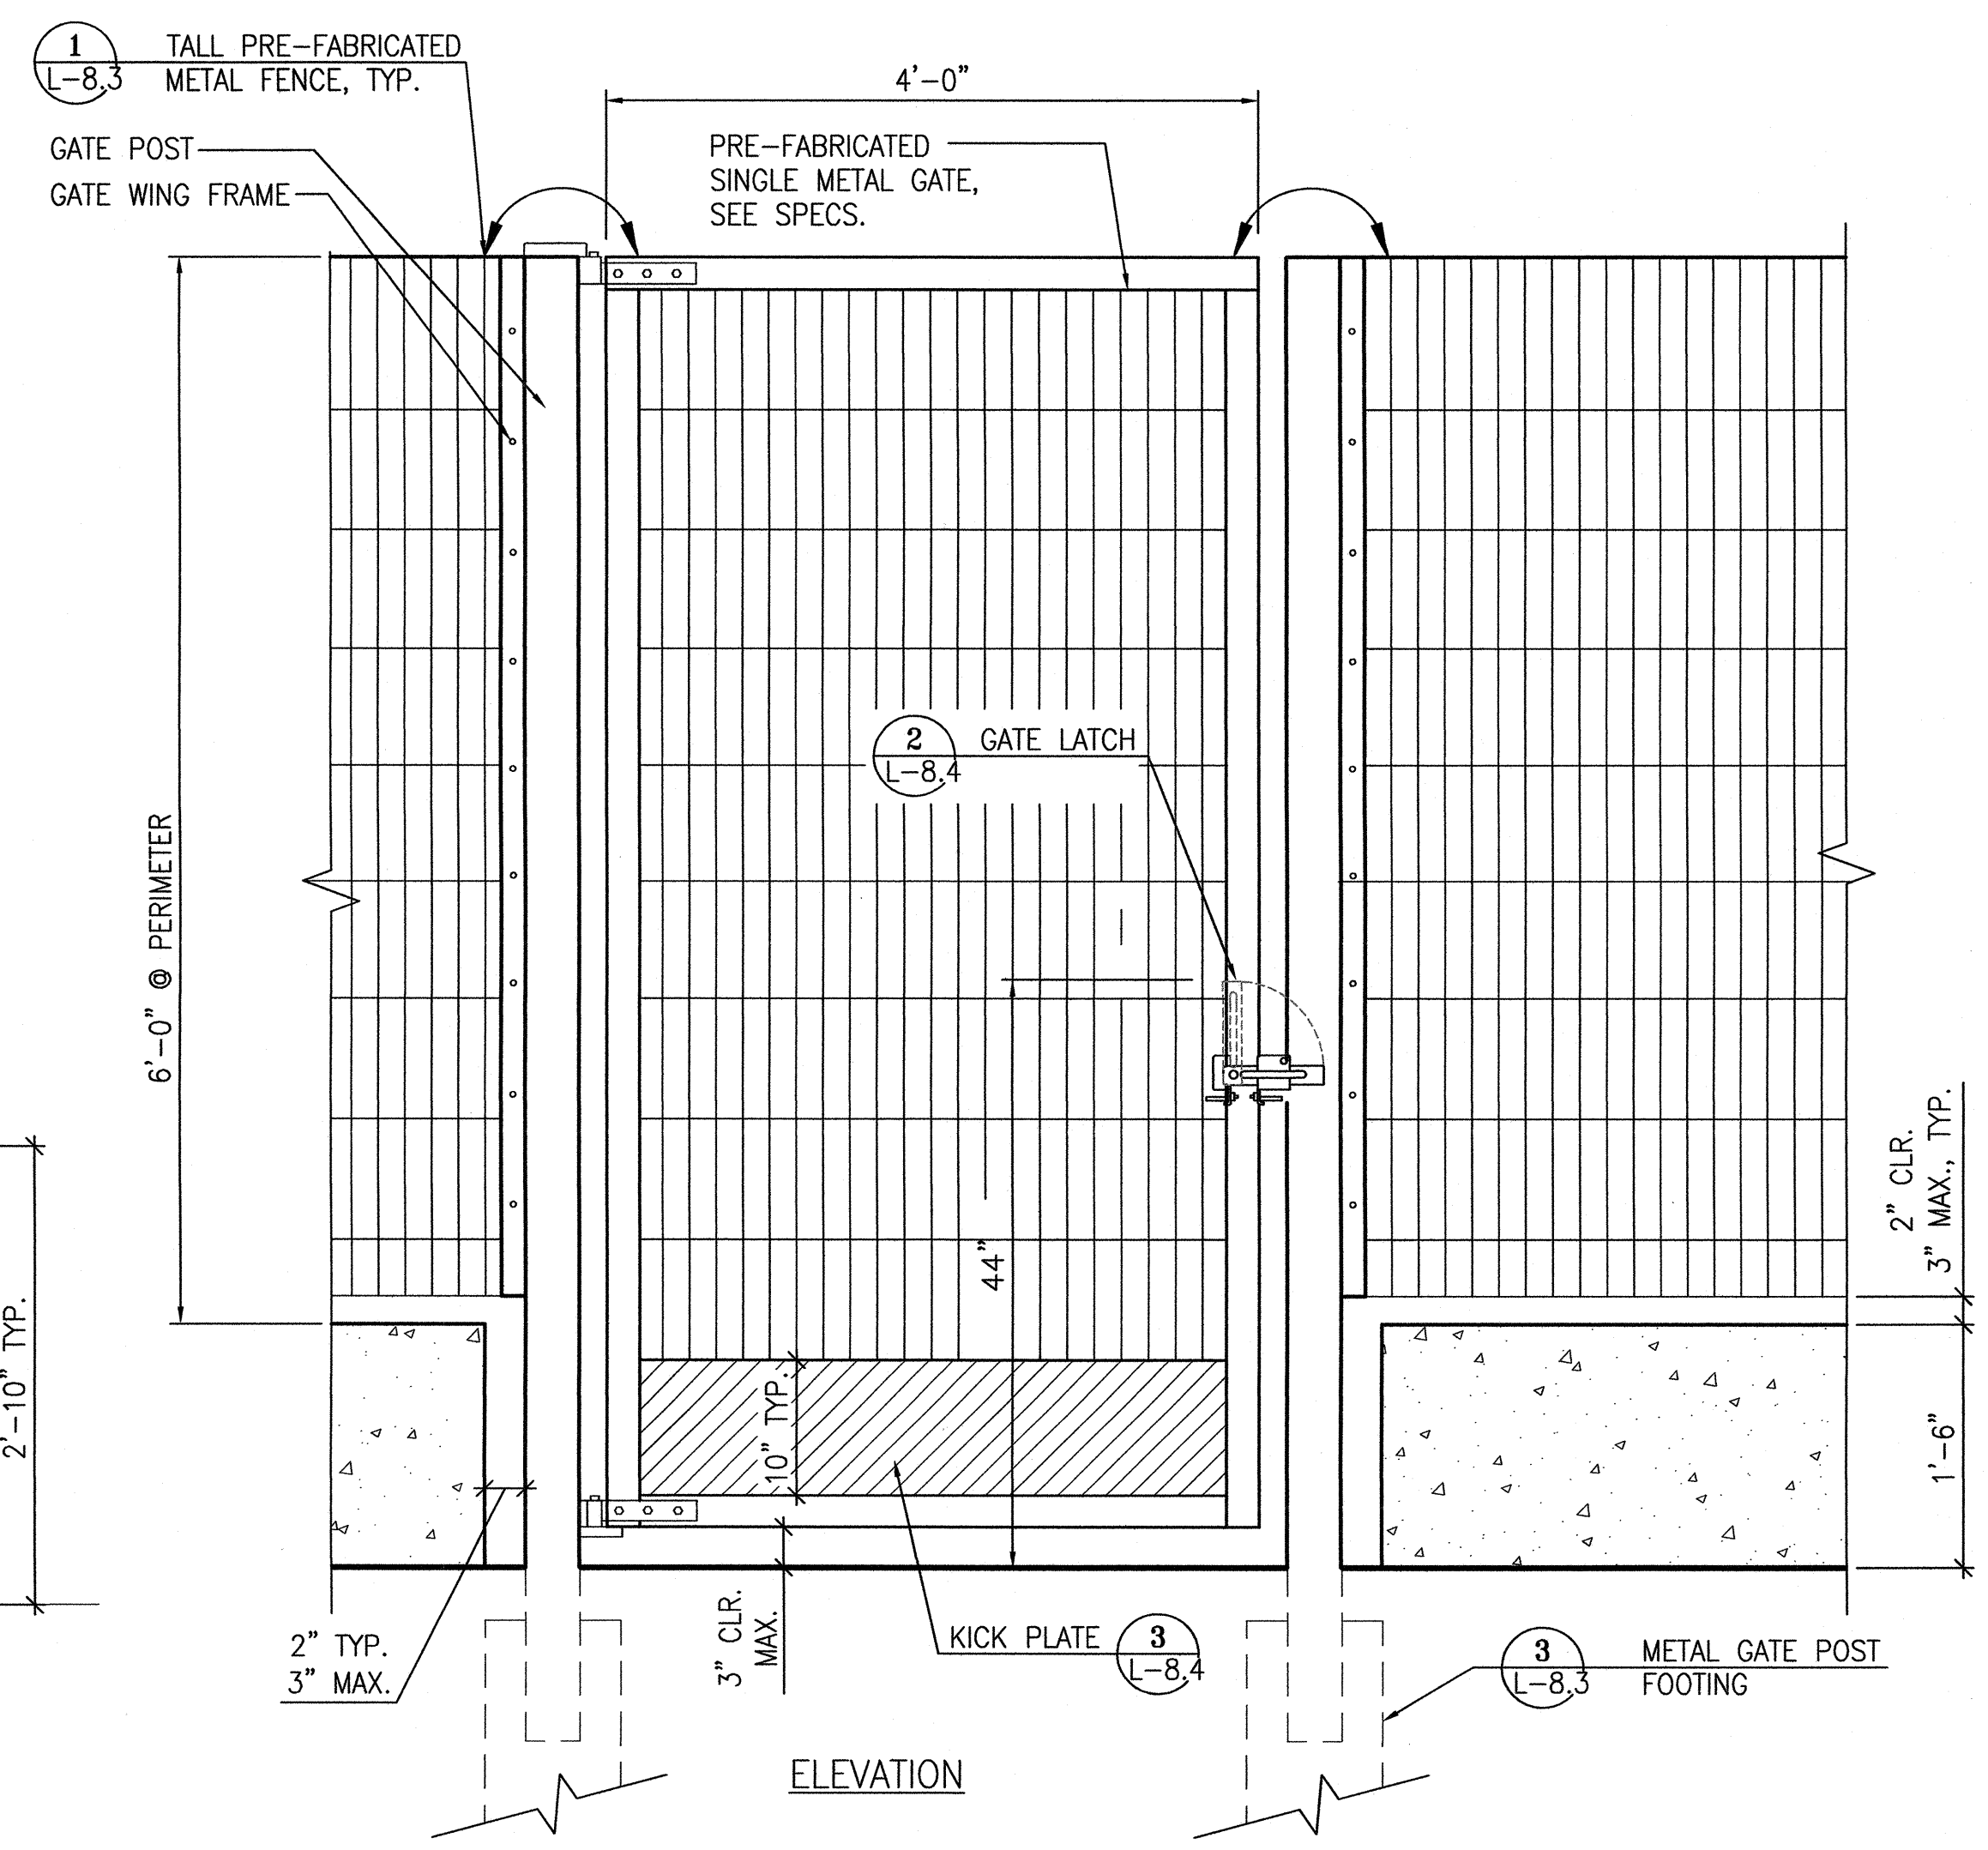 1
L-8.3
TALL PRE-FABRICATED
METAL FENCE, TYP.
GATE POST
GATE WING FRAME
4'-0"
PRE-FABRICATED
SINGLE METAL GATE,
SEE SPECS.
2
L-8.4
GATE LATCH
6'-0" @ PERIMETER
44"
2" CLR.
3" MAX., TYP.
2'-10" TYP.
10" TYP.
1'-6"
2" TYP.
3" MAX.
3" CLR.
MAX.
KICK PLATE
3
L-8.4
3
L-8.3
METAL GATE POST
FOOTING
ELEVATION